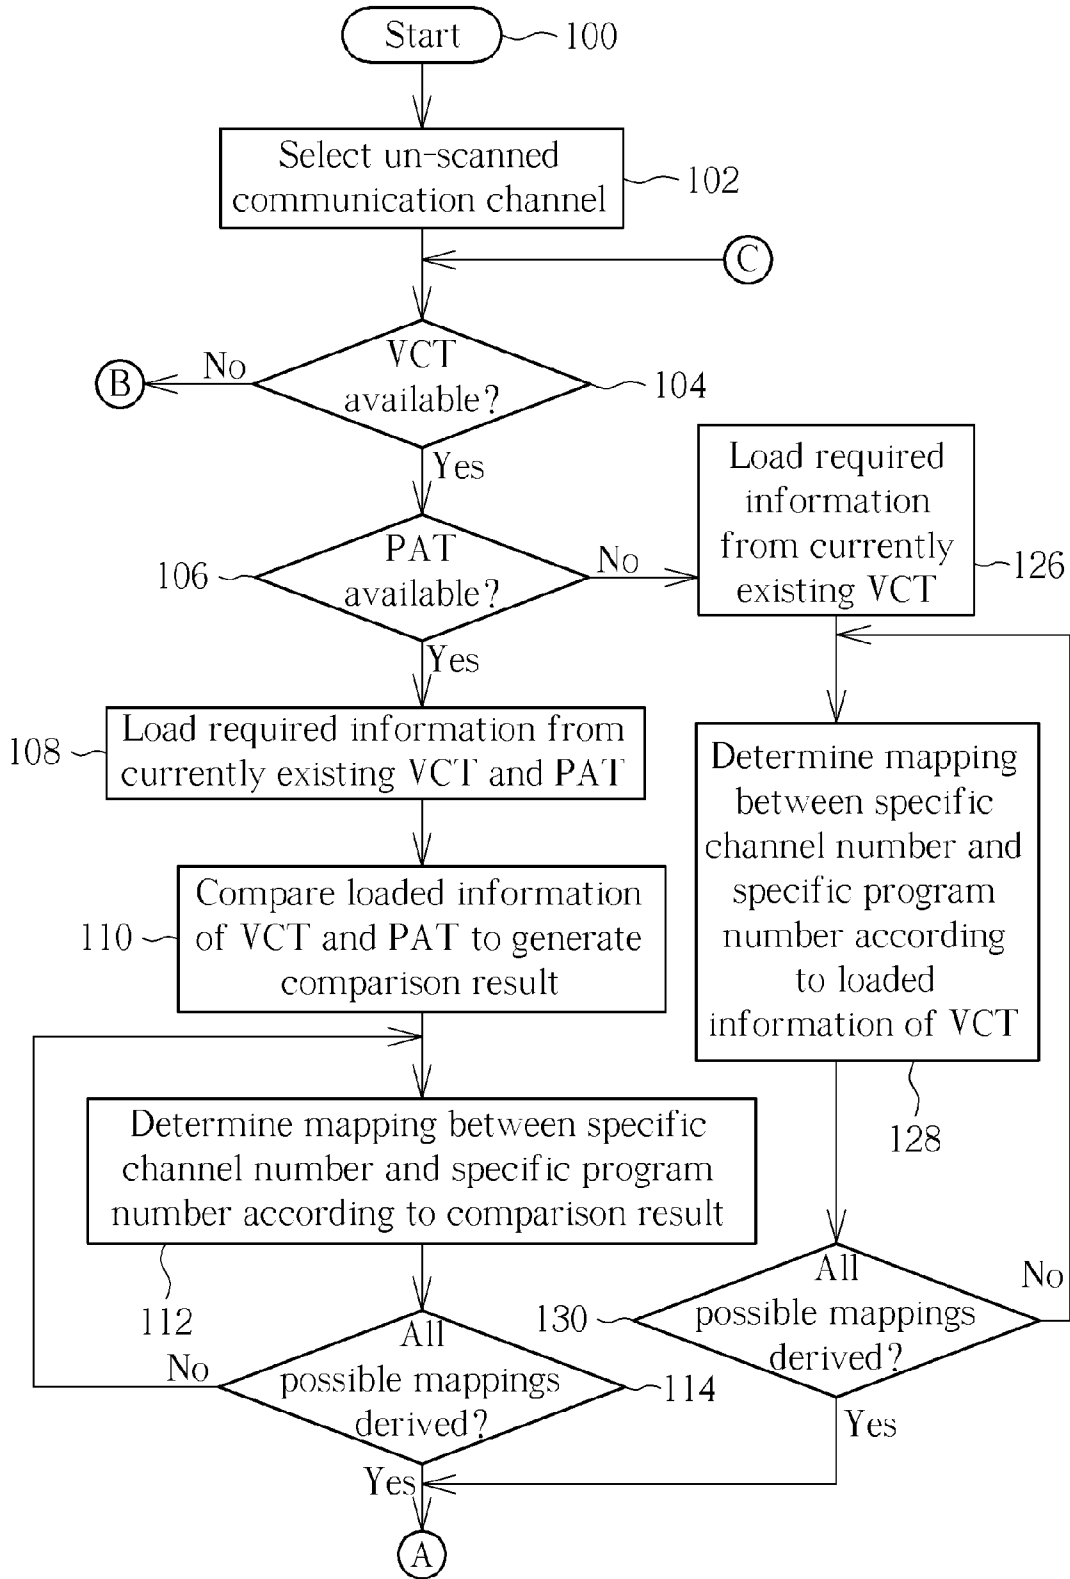 Start
100
Select un-scanned
communication channel
102
C
VCT
available?
104
No
B
Yes
PAT
available?
106
No
Load required
information
from currently
existing VCT
126
Yes
Load required information from
currently existing VCT and PAT
108
Determine mapping
between specific
channel number and
specific program
number according
to loaded
information of VCT
128
Compare loaded information
of VCT and PAT to generate
comparison result
110
Determine mapping between specific
channel number and specific program
number according to comparison result
112
All
possible mappings
derived?
130
No
Yes
All
possible mappings
derived?
114
No
Yes
A